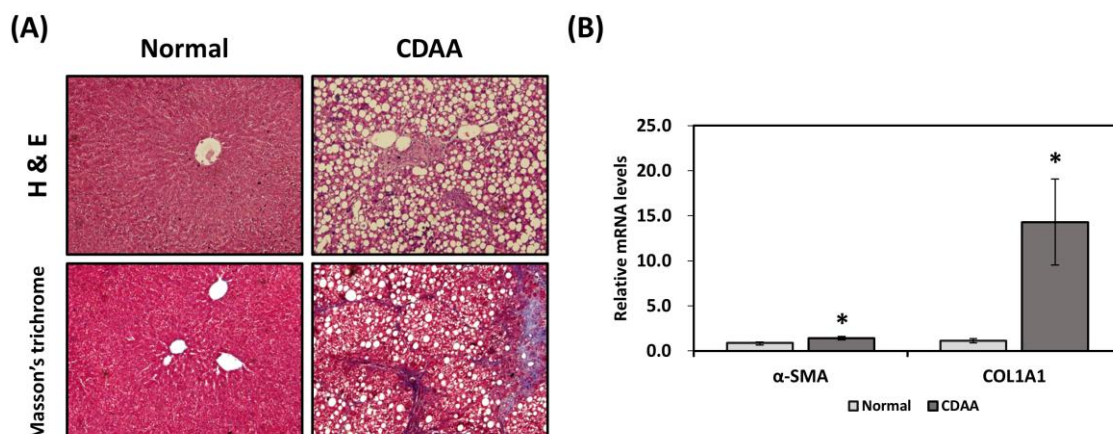 (A)
Normal
CDAA
H & E
Masson's trichrome
(B)
Relative mRNA levels
25.0
20.0
15.0
10.0
5.0
0.0
*
*
α-SMA
COL1A1
Normal
CDAA